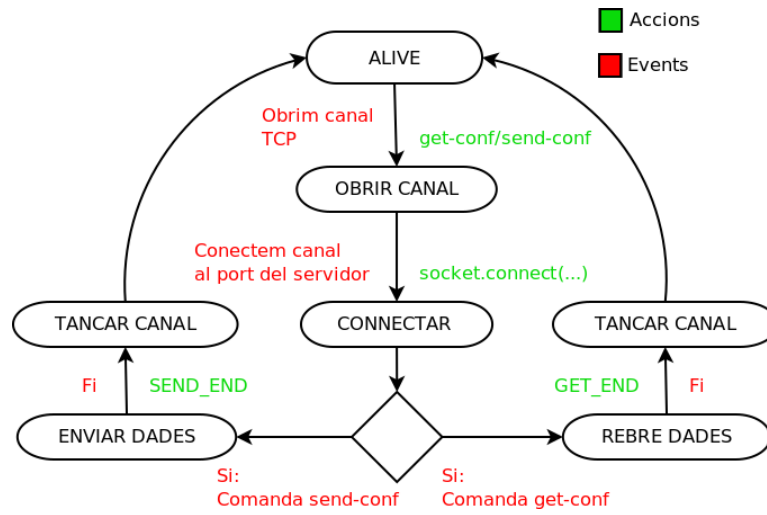 Accions
Events
ALIVE
Obrim canal
TCP
get-conf/send-conf
OBRIR CANAL
Conectem canal
al port del servidor
socket.connect(...)
TANCAR CANAL
CONNECTAR
TANCAR CANAL
Fi
SEND_END
GET_END
Fi
ENVIAR DADES
REBRE DADES
Si:
Comanda send-conf
Si:
Comanda get-conf